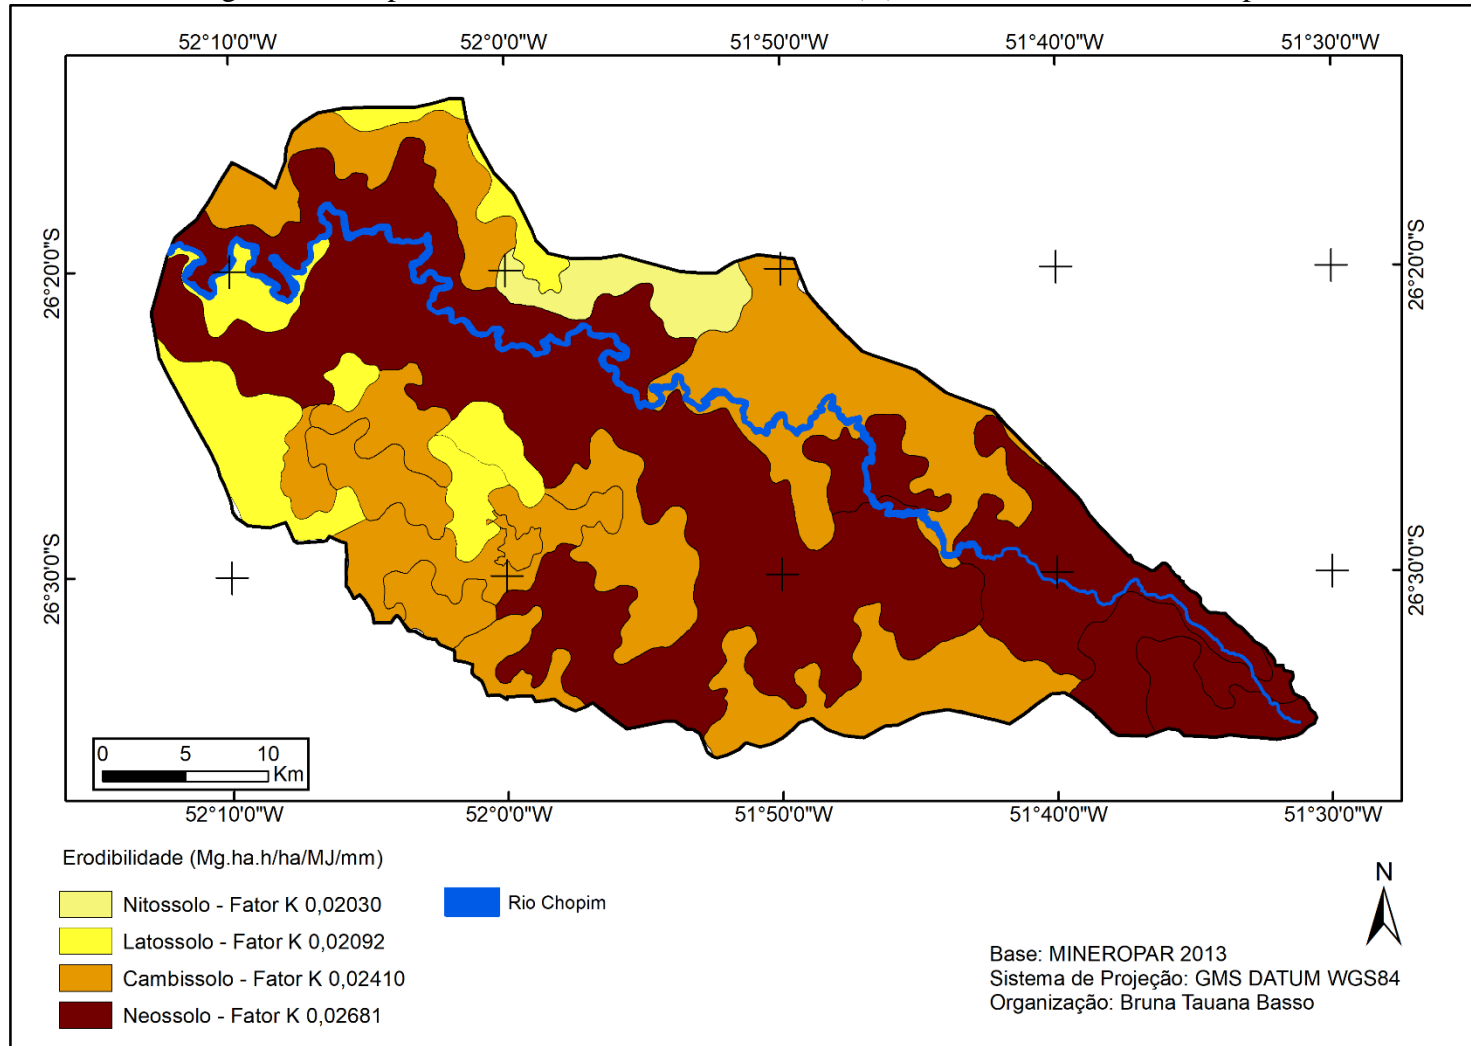 52°10'0"W 52°0'0"W 51°50'0"W 51°40'0"W 51°30'0"W
26°20'0"S 26°20'0"S
26°30'0"S 26°30'0"S
0 5 10
Km
52°10'0"W 52°0'0"W 51°50'0"W 51°40'0"W 51°30'0"W
Erodibilidade (Mg.ha.h/ha/MJ/mm)
Nitossolo - Fator K 0,02030
Latossolo - Fator K 0,02092
Cambissolo - Fator K 0,02410
Neossolo - Fator K 0,02681
Rio Chopim
N
Base: MINEROPAR 2013
Sistema de Projeção: GMS DATUM WGS84
Organização: Bruna Tauana Basso